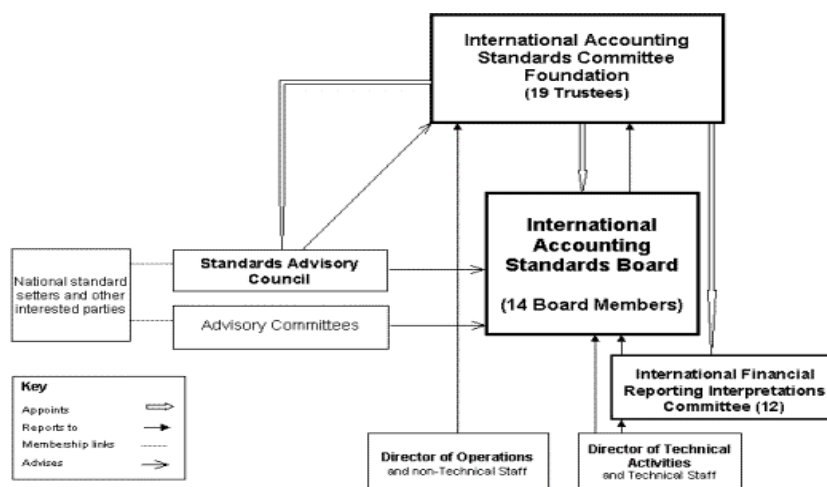 International Accounting
Standards Committee
Foundation
(19 Trustees)
International
Accounting
Standards Board
(14 Board Members)
National standard
setters and other
interested parties
Standards Advisory
Council
Advisory Committees
International Financial
Reporting Interpretations
Committee (12)
Key
Appoints
Reports to
Membership links
Advises
Director of Operations
and non-Technical Staff
Director of Technical
Activities
and Technical Staff